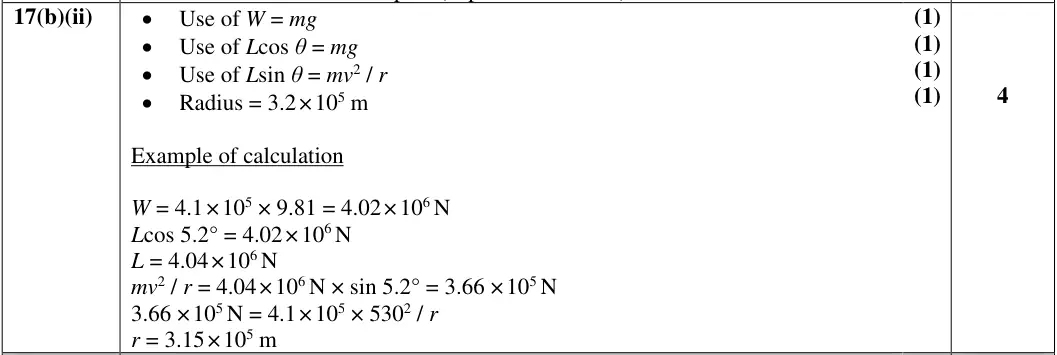 17(b)(ii)
• Use of W = mg (1)
• Use of Lcos θ = mg (1)
• Use of Lsin θ = mv² / r (1)
• Radius = 3.2 × 10⁵ m (1) 4
Example of calculation
W = 4.1 × 10⁵ × 9.81 = 4.02 × 10⁶ N
Lcos 5.2° = 4.02 × 10⁶ N
L = 4.04 × 10⁶ N
mv² / r = 4.04 × 10⁶ N × sin 5.2° = 3.66 × 10⁵ N
3.66 × 10⁵ N = 4.1 × 10⁵ × 530² / r
r = 3.15 × 10⁵ m